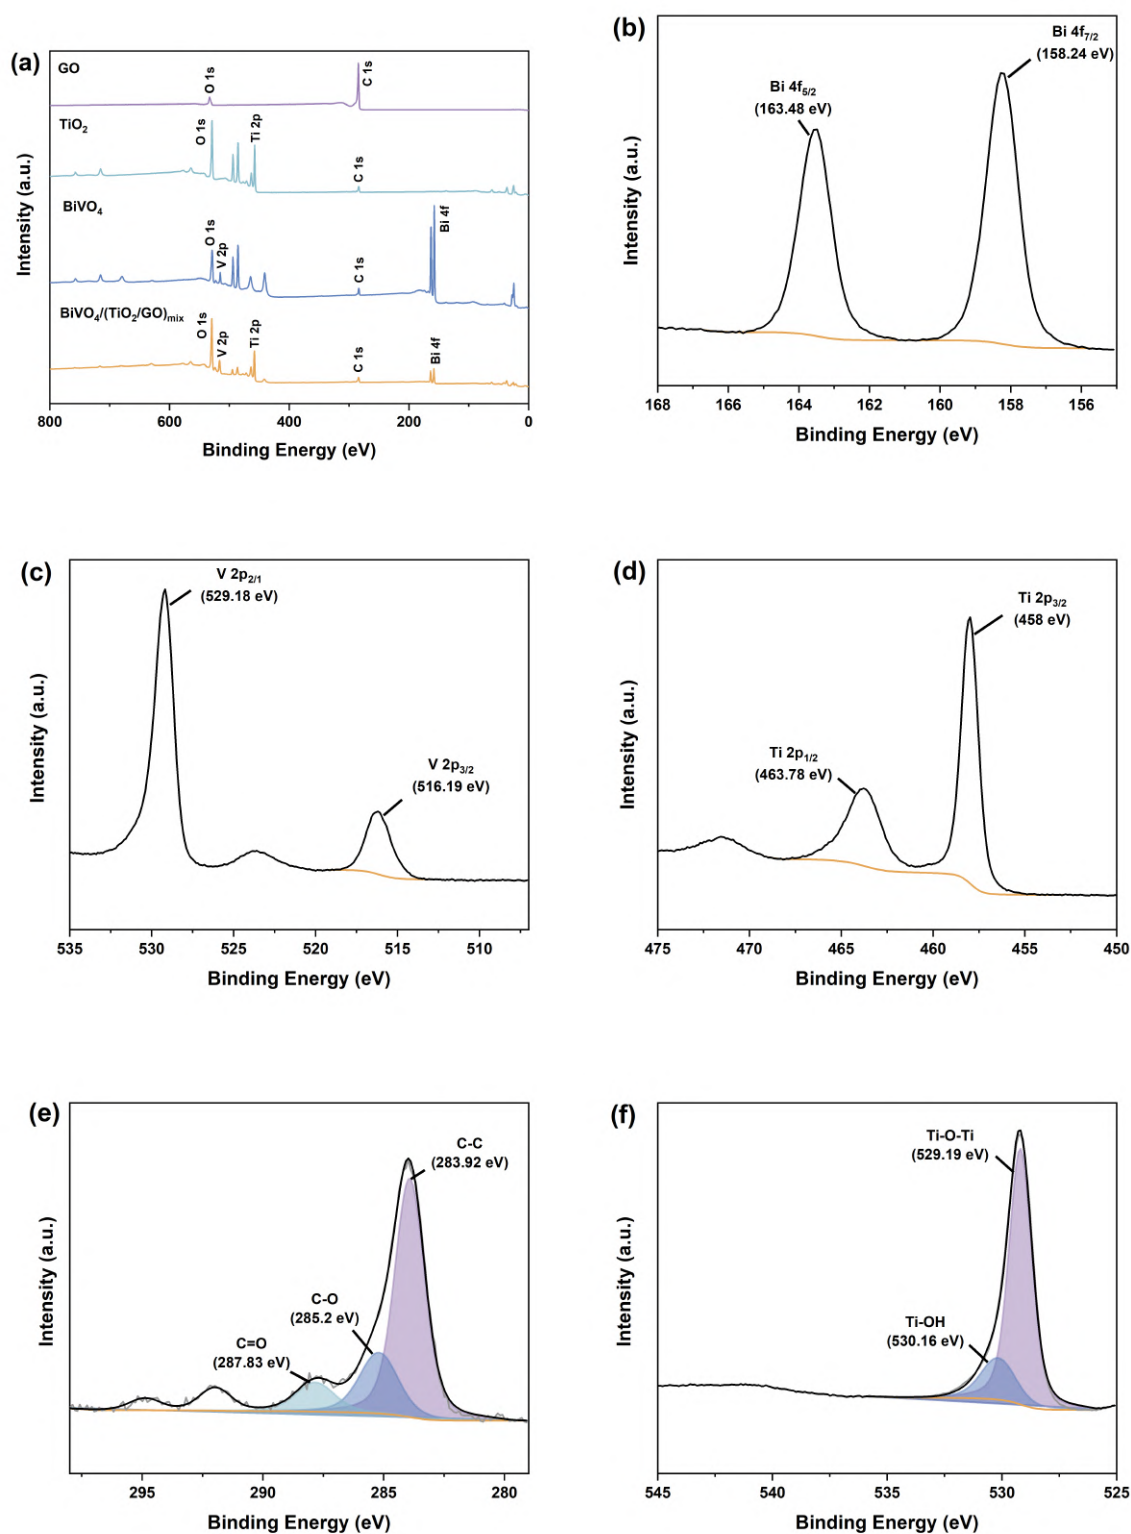 (a)
GO
O 1s
C 1s
TiO2
O 1s
Ti 2p
C 1s
BiVO4
O 1s
V 2p
C 1s
Bi 4f
BiVO4/(TiO2/GO)mix
O 1s
V 2p
Ti 2p
C 1s
Bi 4f
Intensity (a.u.)
800 600 400 200 0
Binding Energy (eV)
(b)
Bi 4f7/2
(158.24 eV)
Bi 4f5/2
(163.48 eV)
Intensity (a.u.)
168 166 164 162 160 158 156
Binding Energy (eV)
(c)
V 2p2/1
(529.18 eV)
V 2p3/2
(516.19 eV)
Intensity (a.u.)
535 530 525 520 515 510
Binding Energy (eV)
(d)
Ti 2p3/2
(458 eV)
Ti 2p1/2
(463.78 eV)
Intensity (a.u.)
475 470 465 460 455 450
Binding Energy (eV)
(e)
C-C
(283.92 eV)
C-O
(285.2 eV)
C=O
(287.83 eV)
Intensity (a.u.)
295 290 285 280
Binding Energy (eV)
(f)
Ti-O-Ti
(529.19 eV)
Ti-OH
(530.16 eV)
Intensity (a.u.)
545 540 535 530 525
Binding Energy (eV)